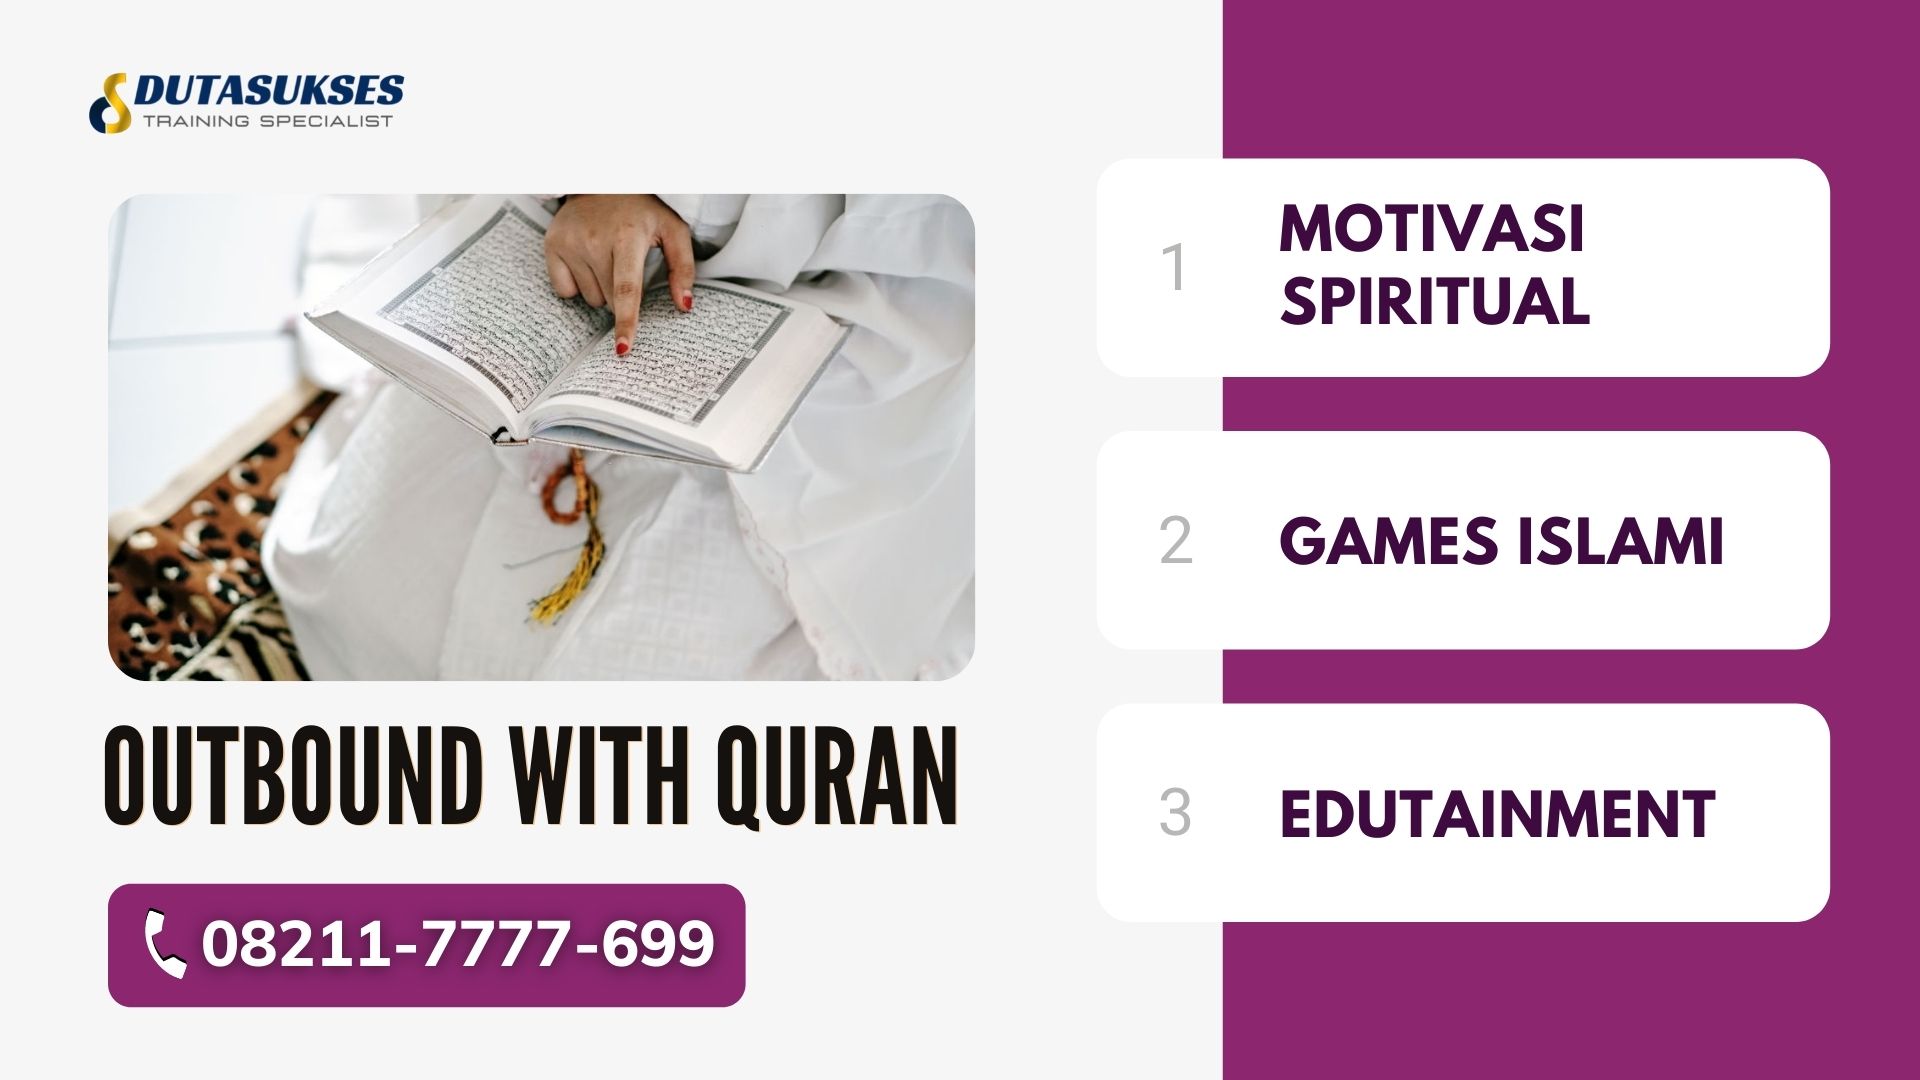 DUTASUKSES
TRAINING SPECIALIST
OUTBOUND WITH QURAN
08211-7777-699
1
MOTIVASI
SPIRITUAL
2
GAMES ISLAMI
3
EDUTAINMENT